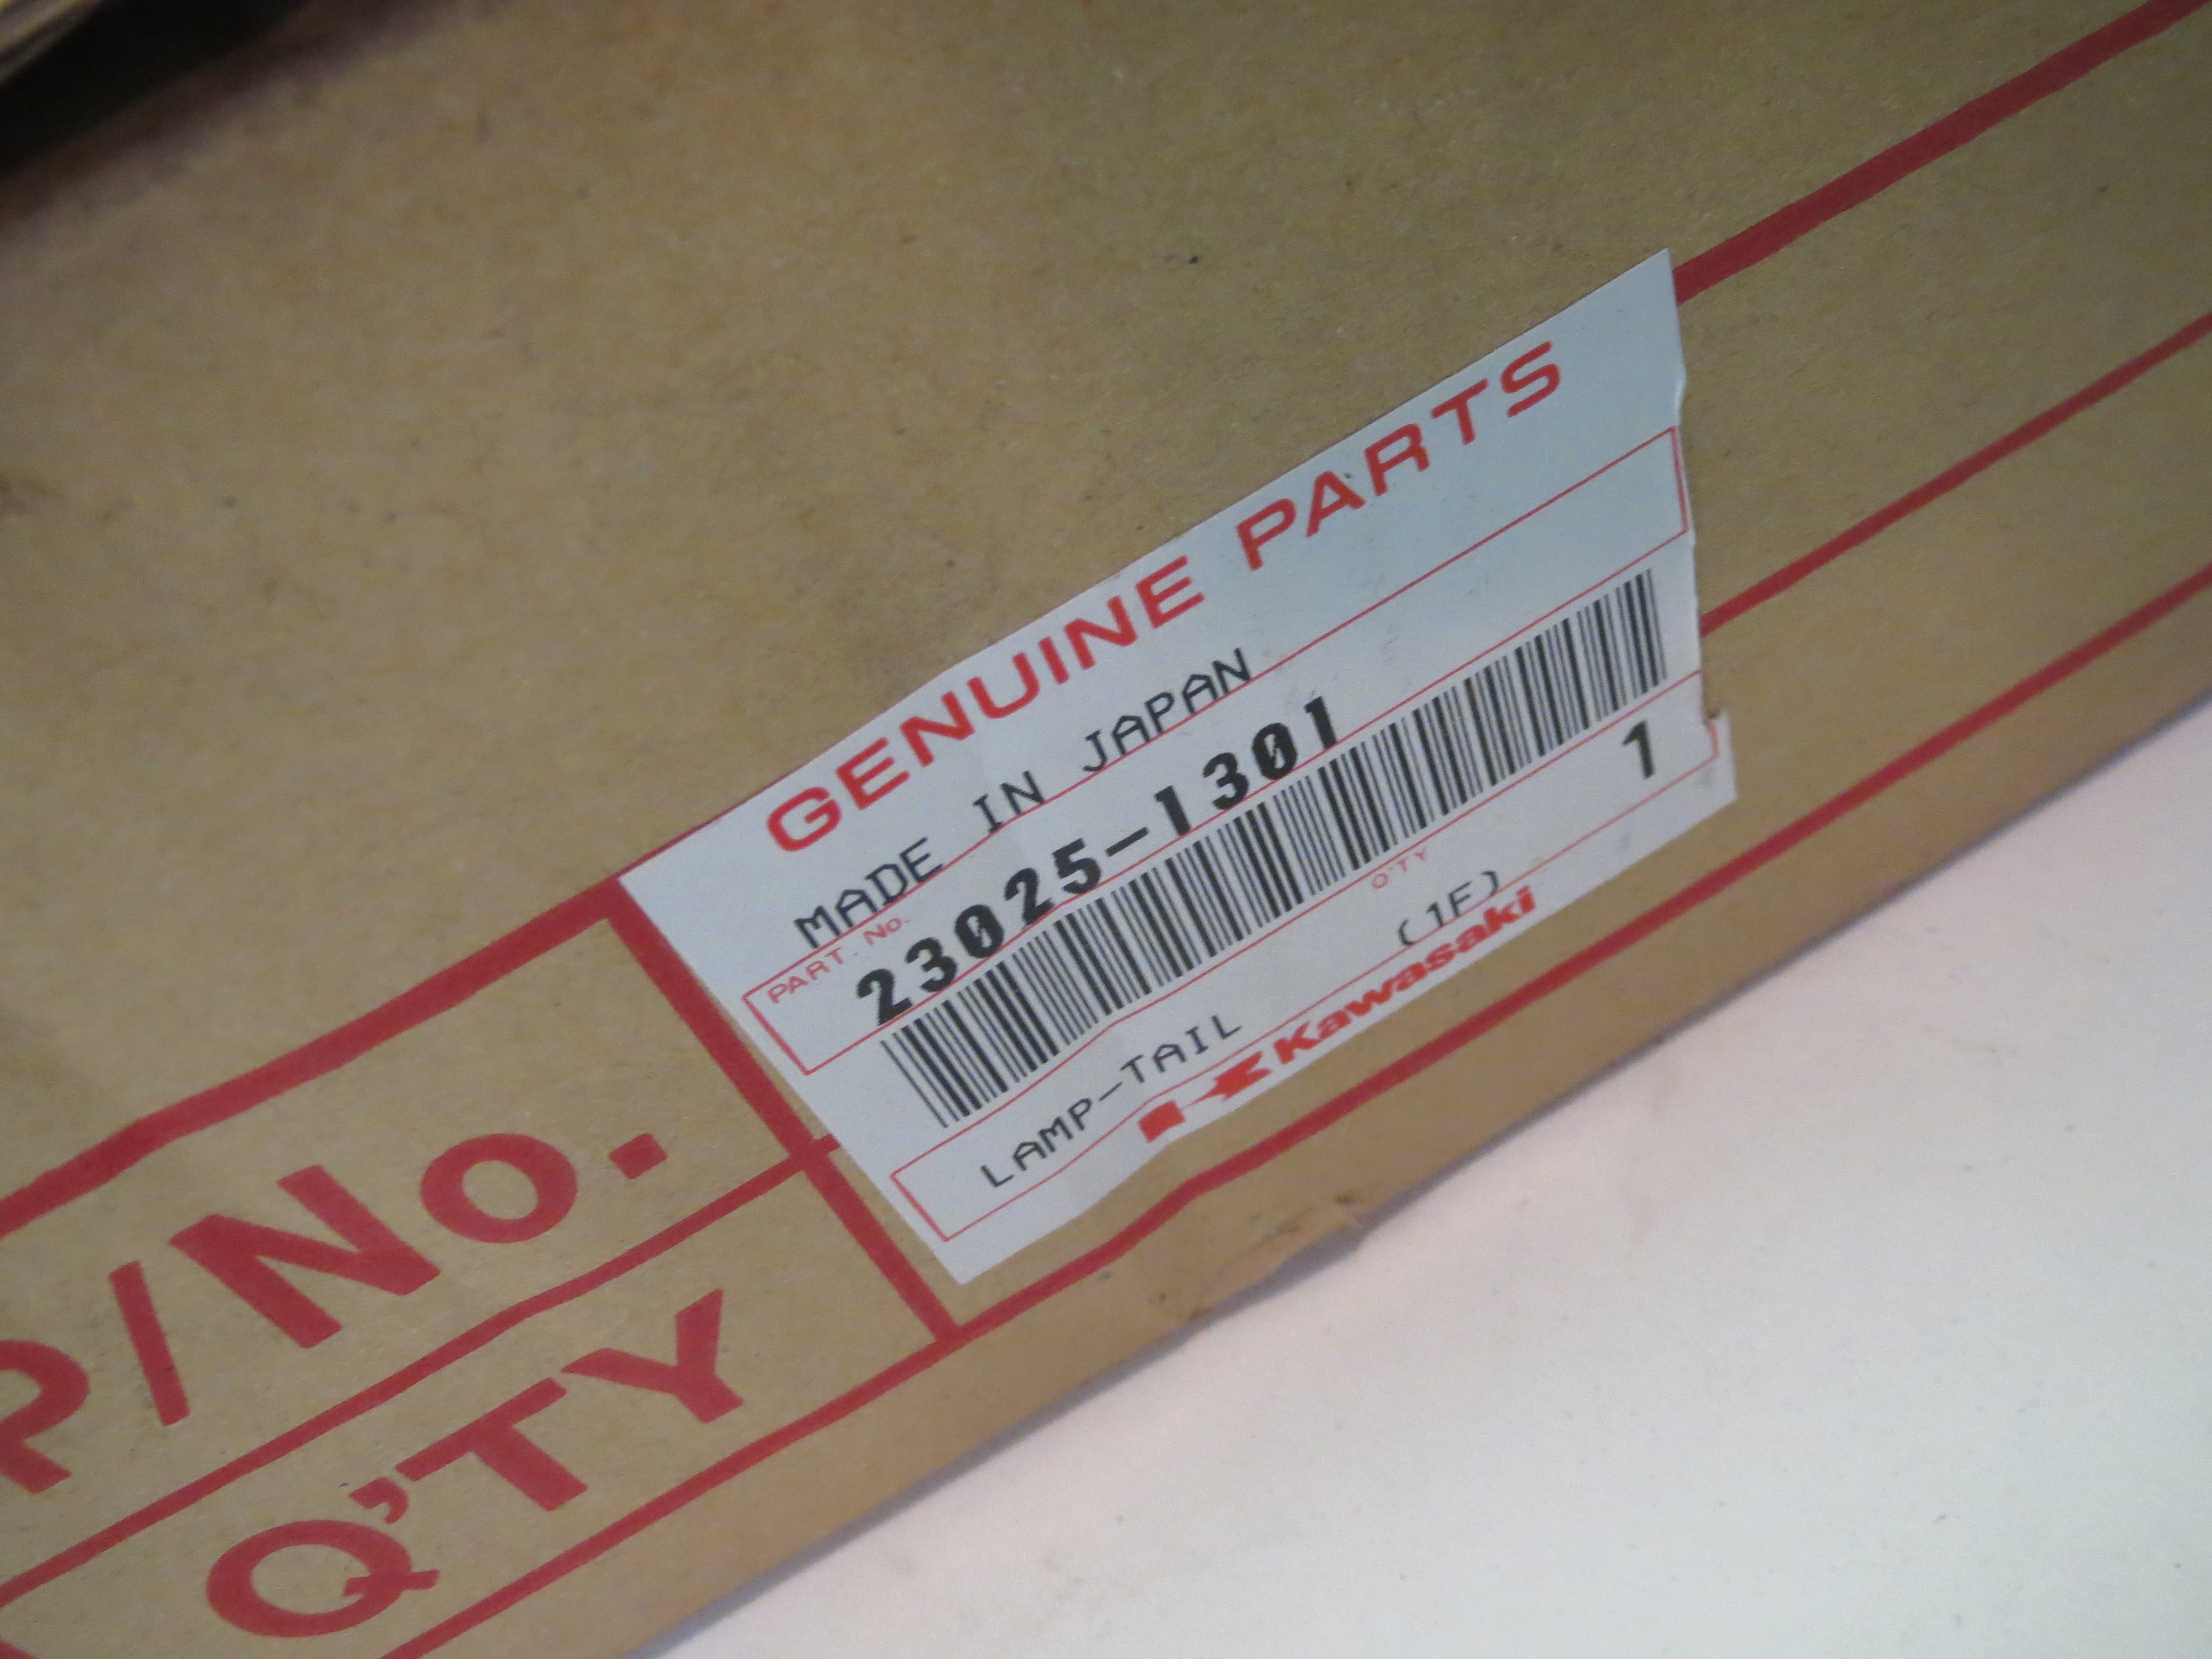 GENUINE PARTS
MADE IN JAPAN
PART. No.
23025-1301
Q'TY
1
LAMP-TAIL (1F)
Kawasaki
P/No.
Q'TY